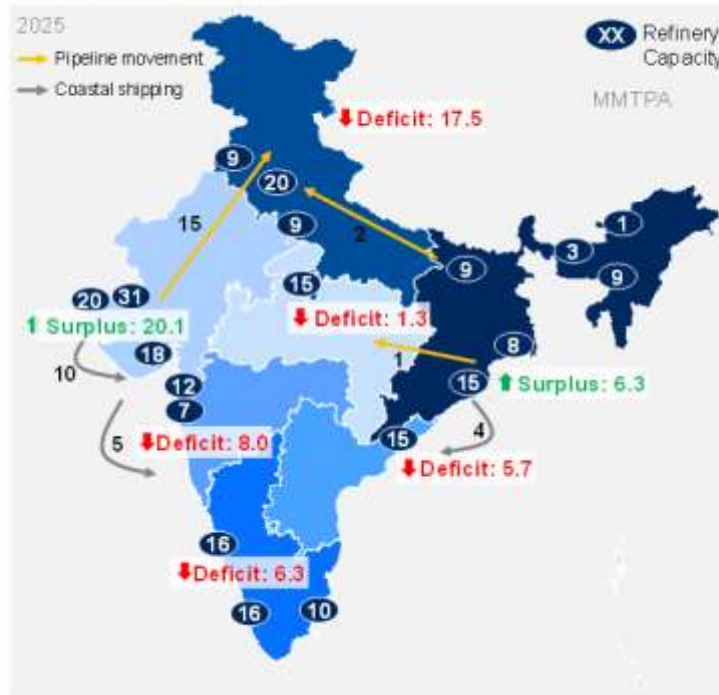 2025
Pipeline movement
Coastal shipping
XX Refinery
Capacity
MMTPA
Deficit: 17.5
9
20
15
9
2
1
3
9
9
15
20
31
Deficit: 1.3
Surplus: 20.1
18
1
8
10
12
15
Surplus: 6.3
7
5
Deficit: 8.0
15
4
Deficit: 5.7
16
Deficit: 6.3
16
10